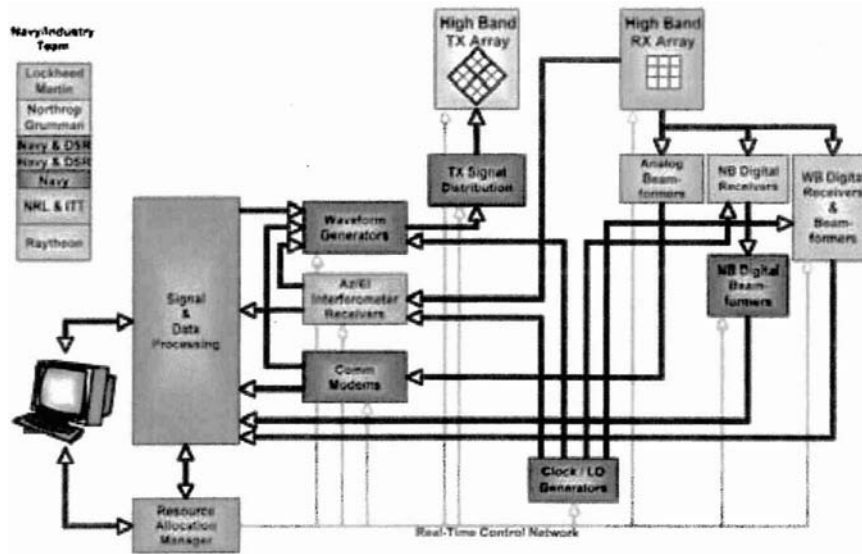 Navy/Industry
Team
Lockheed
Martin
Northrop
Grumman
Navy & DSR
Navy & DSR
Navy
NRL & ITT
Raytheon
High Band
TX Array
High Band
RX Array
TX Signal
Distribution
Analog
Beam-
formers
NB Digital
Receivers
WB Digital
Receivers
&
Beam-
formers
Waveform
Generators
NB Digital
Beam-
formers
Az/El
Interferometer
Receivers
Signal
&
Data
Processing
Comm
Modems
Clock / LO
Generators
Resource
Allocation
Manager
Real-Time Control Network